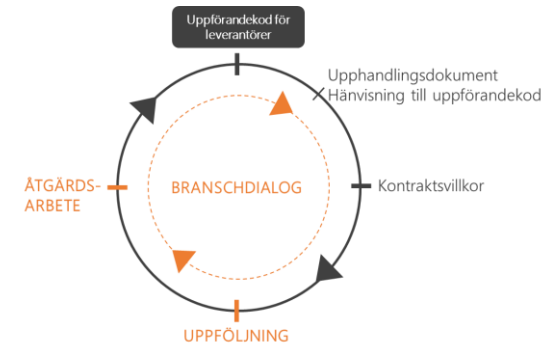 Uppförandekod för
leverantörer
Upphandlingsdokument
Hänvisning till uppförandekod
Kontraktsvillkor
UPPFÖLJNING
ÅTGÄRDS-
ARBETE
BRANSCHDIALOG